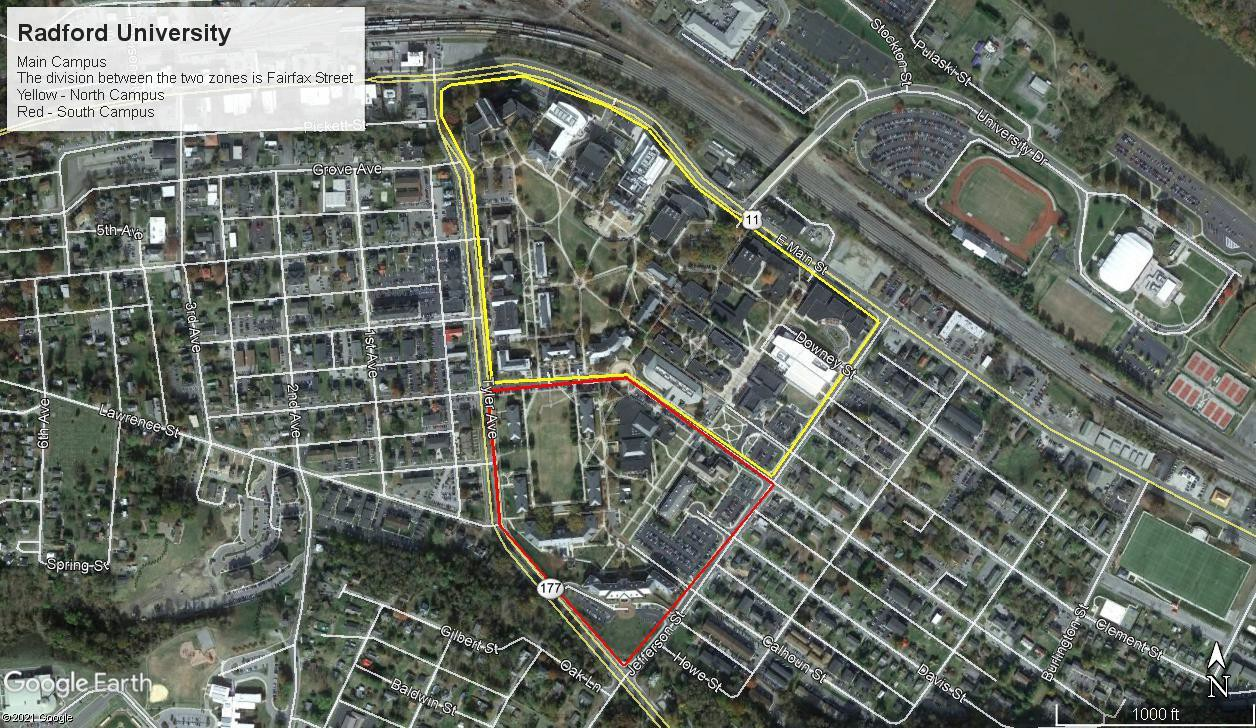 Radford University
Main Campus
The division between the two zones is Fairfax Street
Yellow - North Campus
Red - South Campus
Stockton St
Pulaski St
University Dr
Pickett St
Grove Ave
5th Ave
11
E Main St
3rd Ave
1st Ave
Downey St
2nd Ave
Tyler Ave
6th Ave
Lawrence St
Spring St
177
Gilbert St
Oak Ln
Jefferson St
Howe St
Calhoun St
Davis St
Burlington St
Clement St
Baldwin St
Google Earth
©2021 Google
N
1000 ft